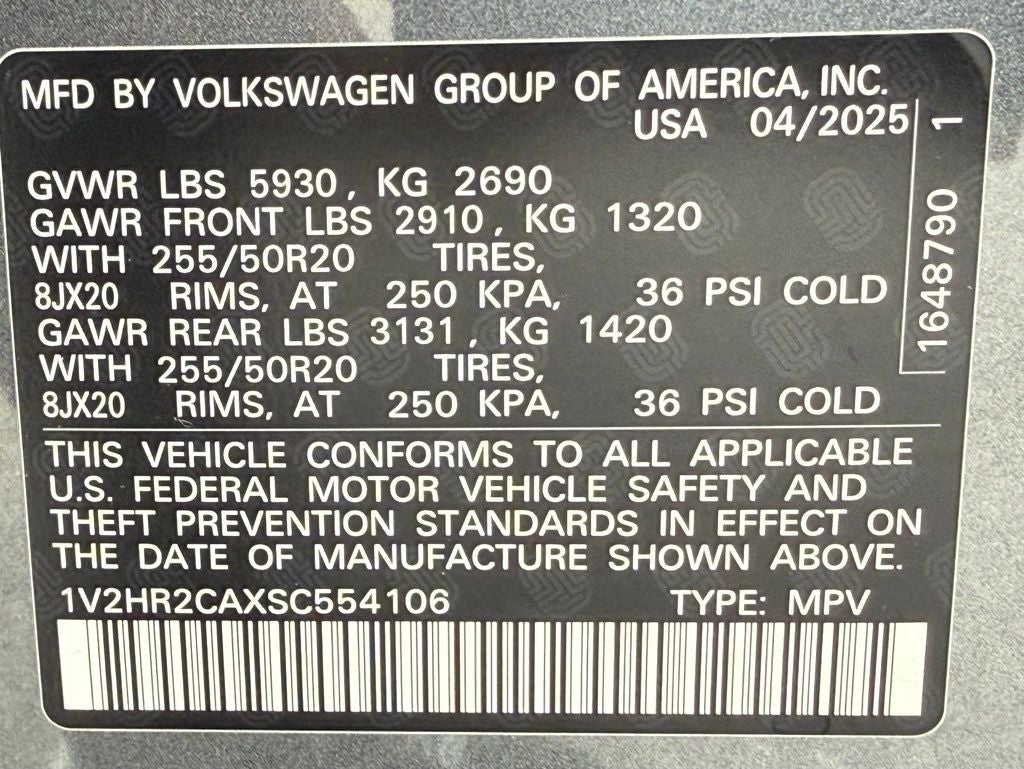 MFD BY VOLKSWAGEN GROUP OF AMERICA, INC.
USA 04/2025
GVWR LBS 5930, KG 2690
GAWR FRONT LBS 2910, KG 1320
WITH 255/50R20 TIRES,
8JX20 RIMS, AT 250 KPA, 36 PSI COLD
GAWR REAR LBS 3131, KG 1420
WITH 255/50R20 TIRES,
8JX20 RIMS, AT 250 KPA, 36 PSI COLD
THIS VEHICLE CONFORMS TO ALL APPLICABLE
U.S. FEDERAL MOTOR VEHICLE SAFETY AND
THEFT PREVENTION STANDARDS IN EFFECT ON
THE DATE OF MANUFACTURE SHOWN ABOVE.
1V2HR2CAXSC554106 TYPE: MPV
1648790 1